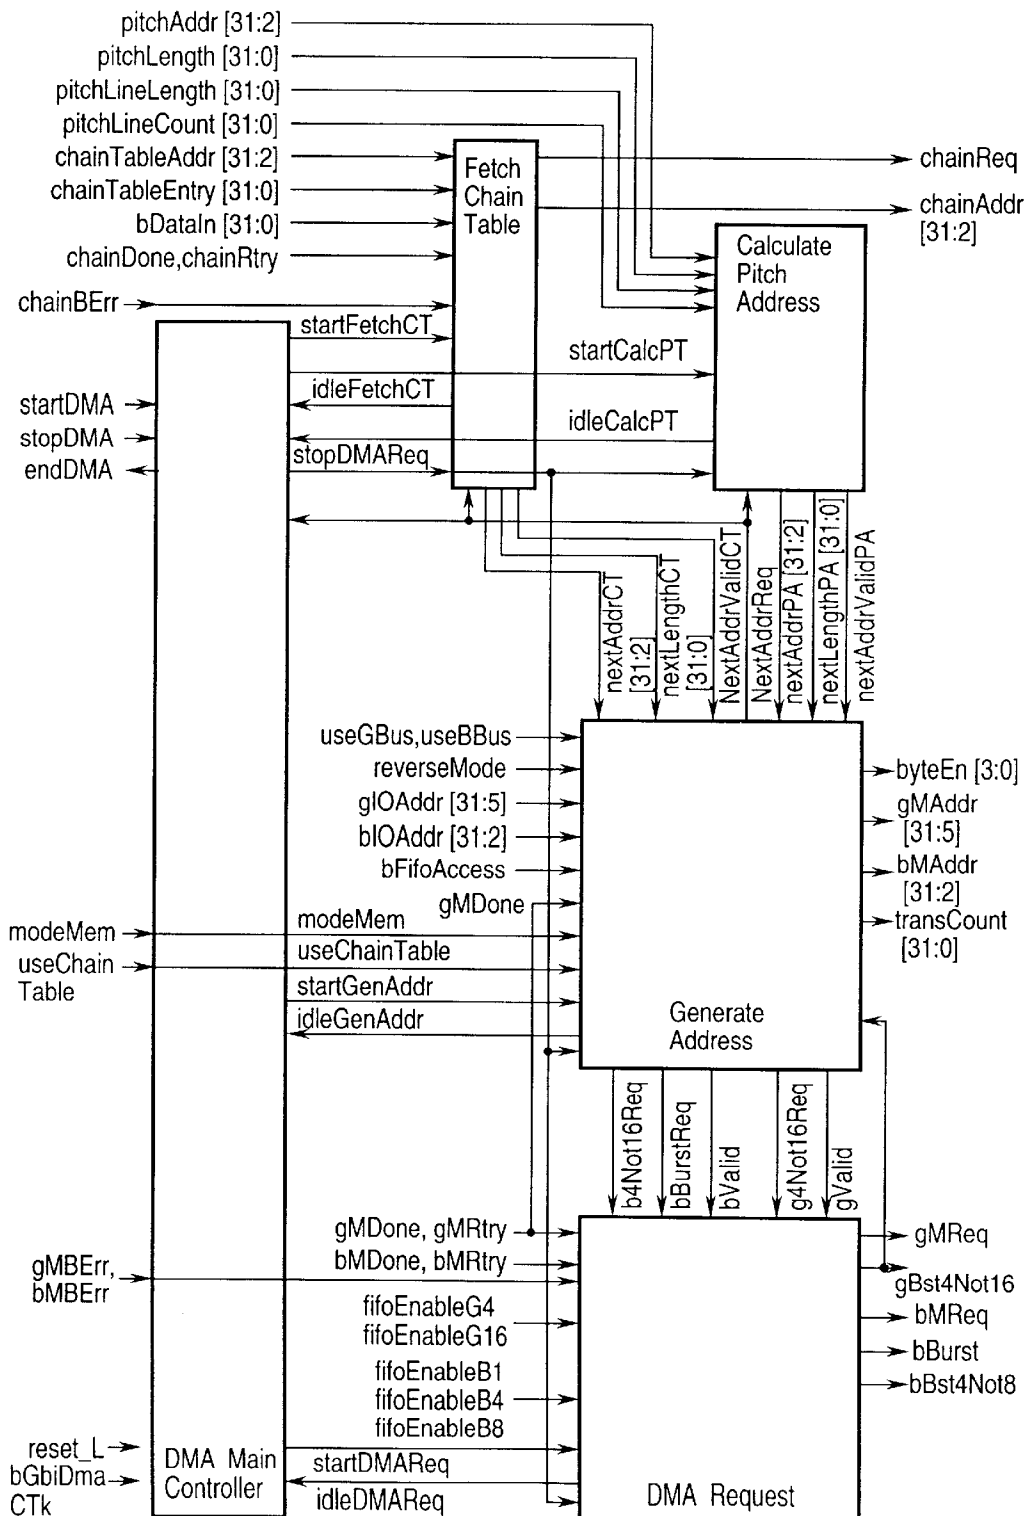 pitchAddr [31:2]
pitchLength [31:0]
pitchLineLength [31:0]
pitchLineCount [31:0]
chainTableAddr [31:2]
chainTableEntry [31:0]
bDataIn [31:0]
chainDone,chainRtry
chainBErr
Fetch
Chain
Table
chainReq
chainAddr
[31:2]
Calculate
Pitch
Address
startFetchCT
startCalcPT
idleFetchCT
idleCalcPT
stopDMAReq
startDMA
stopDMA
endDMA
nextAddrCT
[31:2]
nextLengthCT
[31:0]
NextAddrValidCT
NextAddrReq
nextAddrPA [31:2]
nextLengthPA [31:0]
nextAddrValidPA
useGBus,useBBus
reverseMode
gIOAddr [31:5]
bIOAddr [31:2]
bFifoAccess
gMDone
modeMem
modeMem
useChain
Table
useChainTable
startGenAddr
idleGenAddr
Generate
Address
byteEn [3:0]
gMAddr
[31:5]
bMAddr
[31:2]
transCount
[31:0]
b4Not16Req
bBurstReq
bValid
g4Not16Req
gValid
gMDone, gMRtry
bMDone, bMRtry
gMBErr,
bMBErr
fifoEnableG4
fifoEnableG16
fifoEnableB1
fifoEnableB4
fifoEnableB8
startDMAReq
idleDMAReq
gMReq
gBst4Not16
bMReq
bBurst
bBst4Not8
reset_L
bGbiDma
CTk
DMA Main
Controller
DMA Request